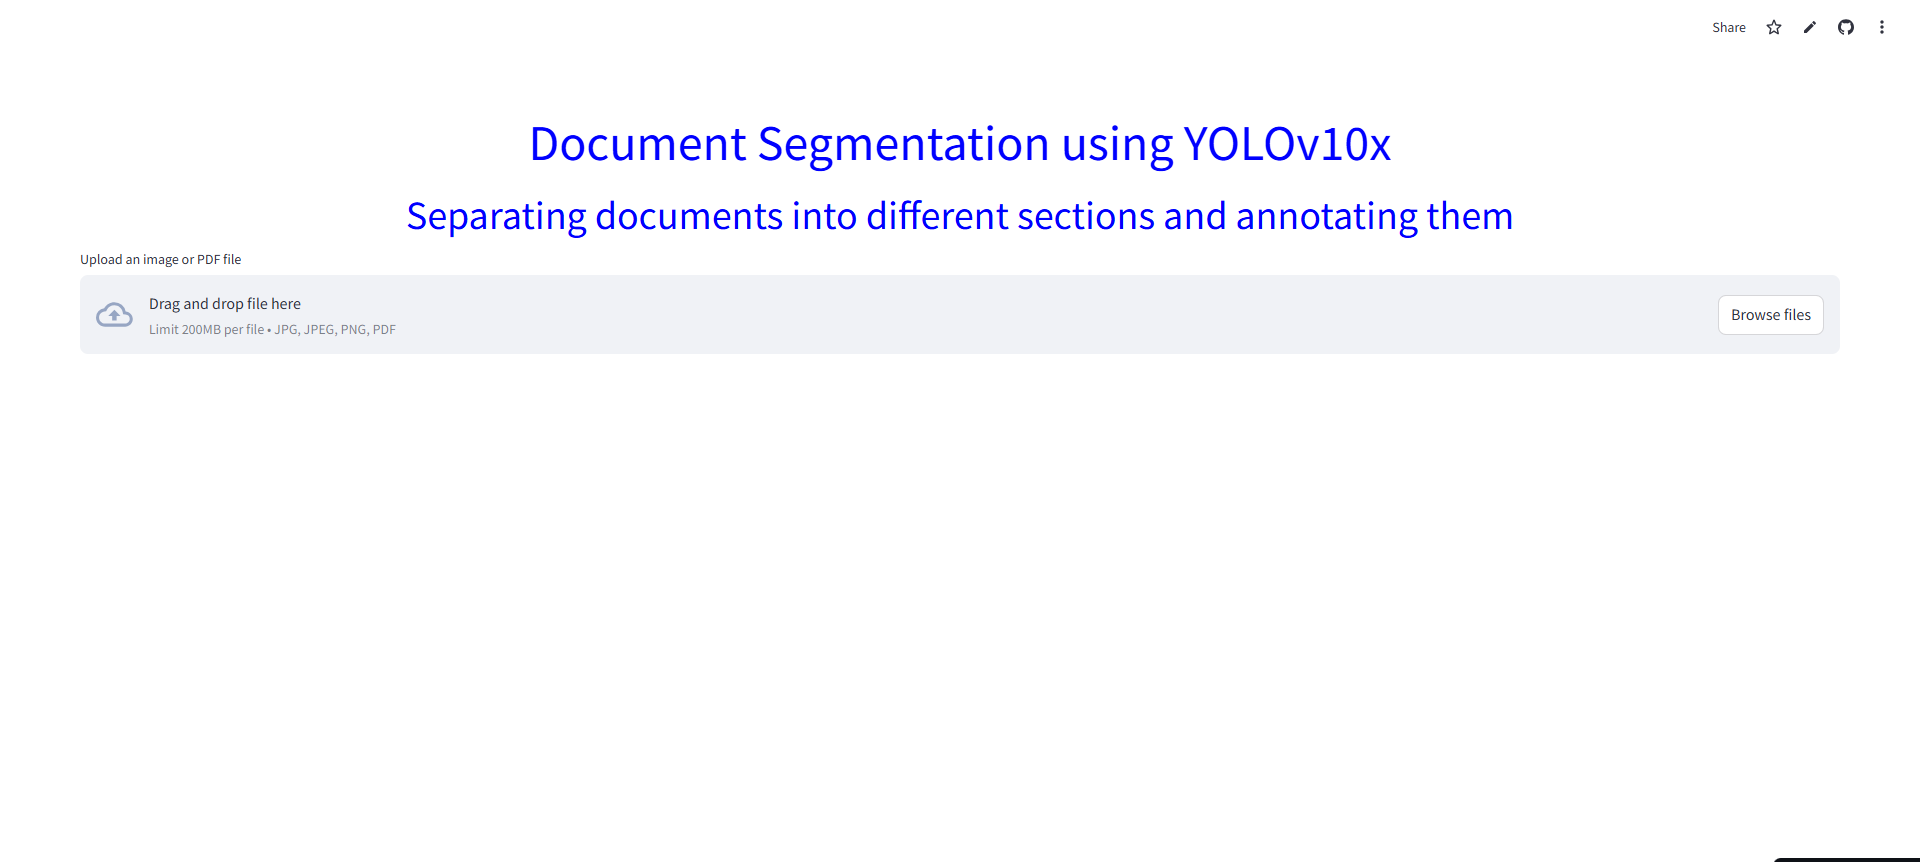 Share
Document Segmentation using YOLOv10x
Separating documents into different sections and annotating them
Upload an image or PDF file
Drag and drop file here
Limit 200MB per file • JPG, JPEG, PNG, PDF
Browse files